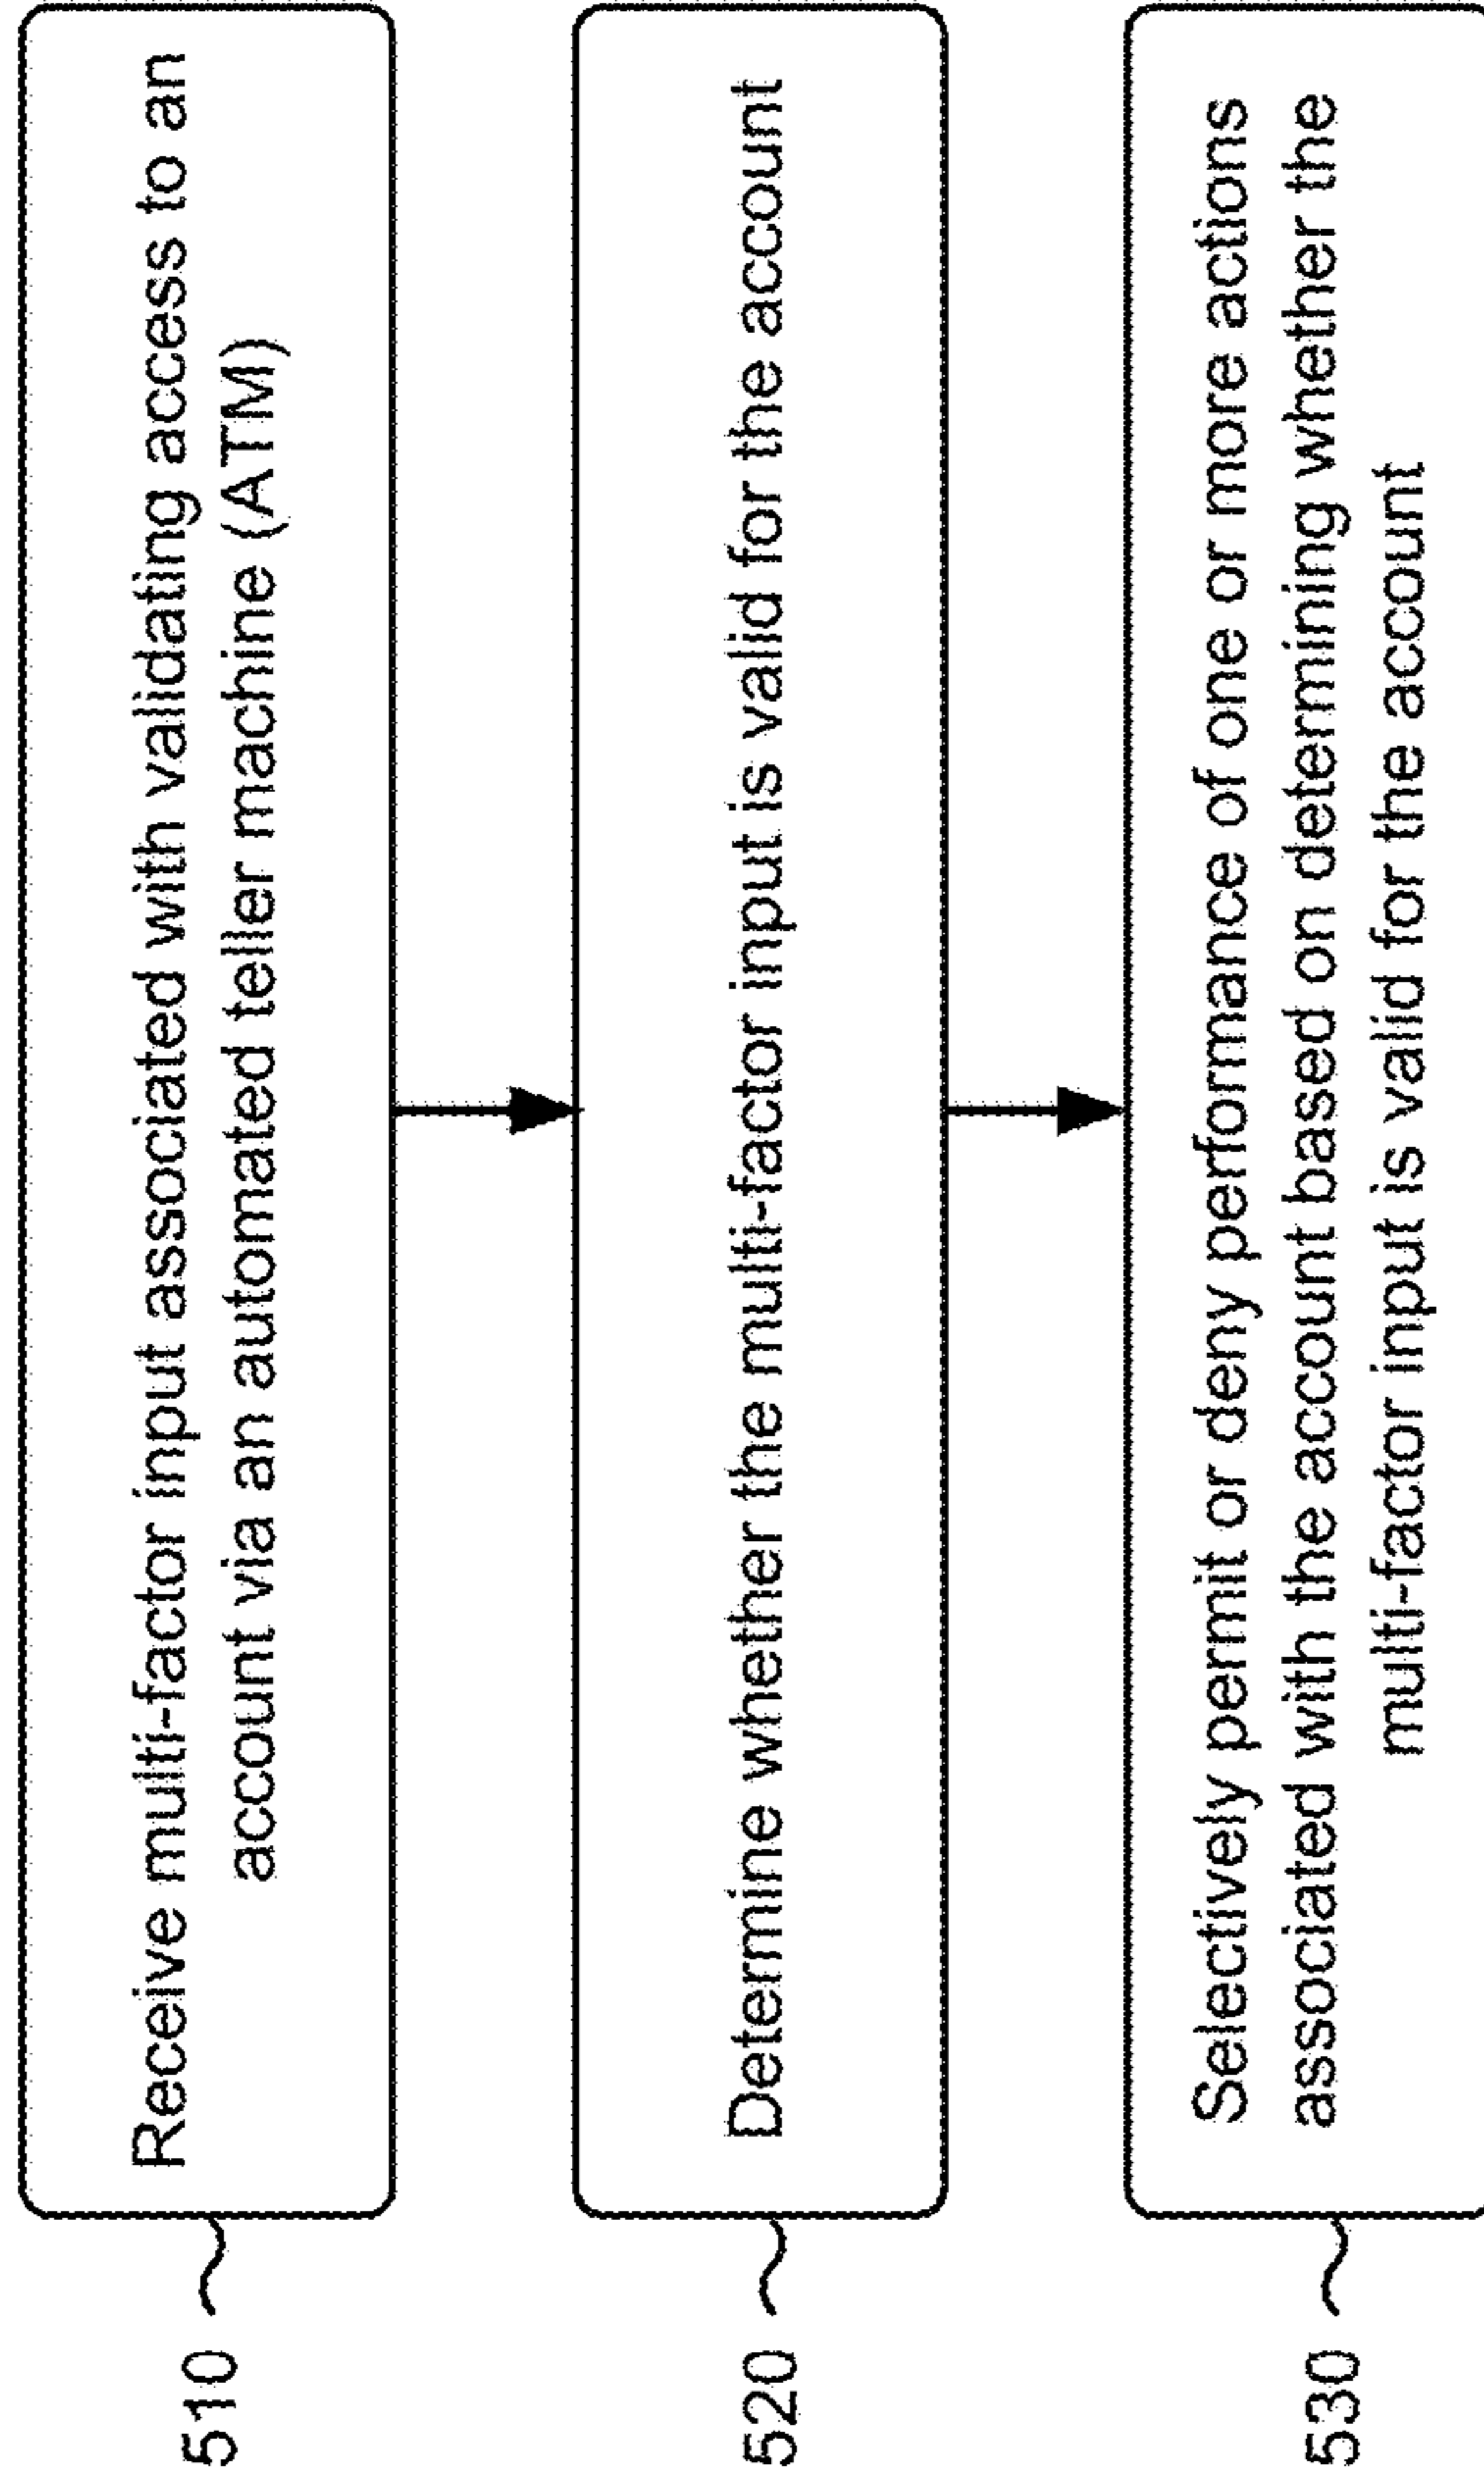 510
Receive multi-factor input associated with validating access to an
account via an automated teller machine (ATM)
520
Determine whether the multi-factor input is valid for the account
530
Selectively permit or deny performance of one or more actions
associated with the account based on determining whether the
multi-factor input is valid for the account